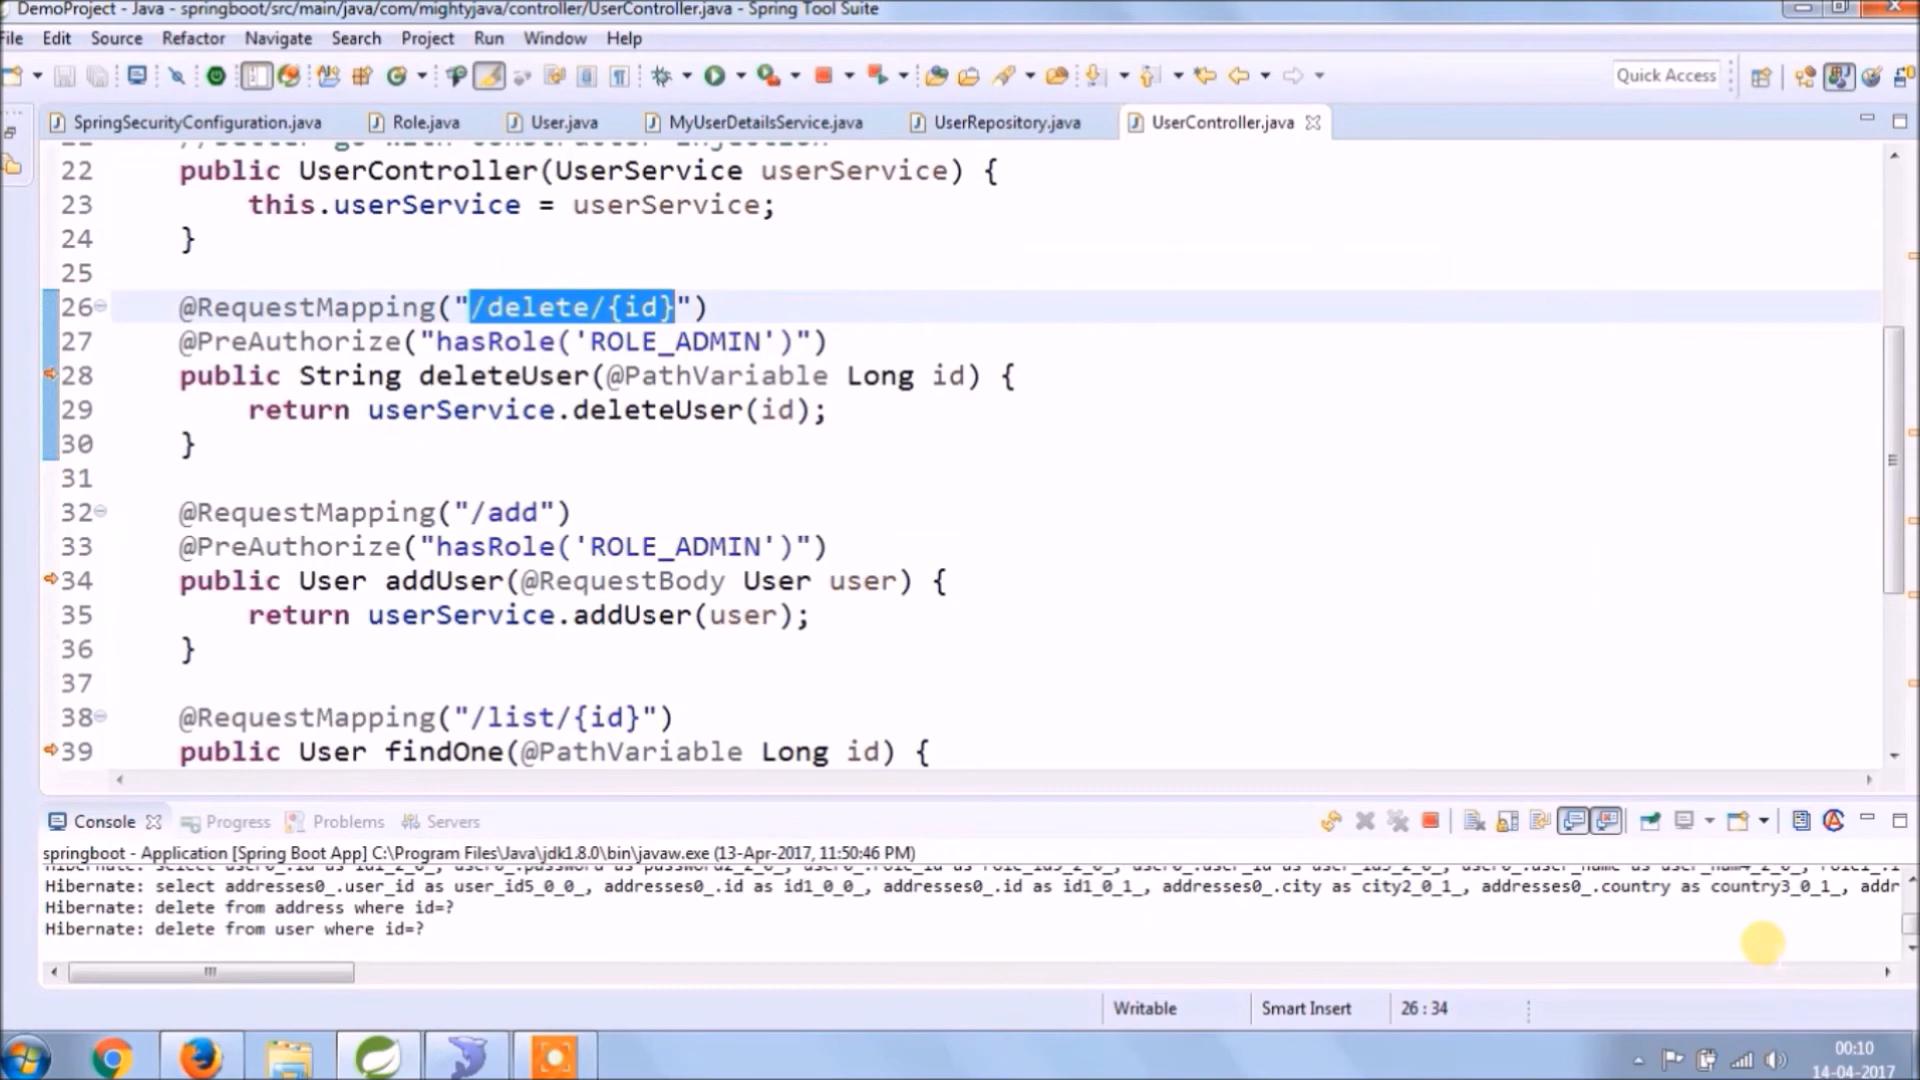 DemoProject - Java - springboot/src/main/java/com/mightyjava/controller/UserController.java - Spring Tool Suite
File Edit Source Refactor Navigate Search Project Run Window Help
Quick Access
SpringSecurityConfiguration.java Role.java User.java MyUserDetailsService.java UserRepository.java UserController.java
22 public UserController(UserService userService) {
23 this.userService = userService;
24 }
25
26 @RequestMapping("/delete/{id}")
27 @PreAuthorize("hasRole('ROLE_ADMIN')")
28 public String deleteUser(@PathVariable Long id) {
29 return userService.deleteUser(id);
30 }
31
32 @RequestMapping("/add")
33 @PreAuthorize("hasRole('ROLE_ADMIN')")
34 public User addUser(@RequestBody User user) {
35 return userService.addUser(user);
36 }
37
38 @RequestMapping("/list/{id}")
39 public User findOne(@PathVariable Long id) {
Console Progress Problems Servers
springboot - Application [Spring Boot App] C:\Program Files\Java\jdk1.8.0\bin\javaw.exe (13-Apr-2017, 11:50:46 PM)
Hibernate: select addresses0_.user_id as user_id5_0_0_, addresses0_.id as id1_0_0_, addresses0_.id as id1_0_1_, addresses0_.city as city2_0_1_, addresses0_.country as country3_0_1_, addr
Hibernate: delete from address where id=?
Hibernate: delete from user where id=?
Writable Smart Insert 26 : 34
00:10
14-04-2017